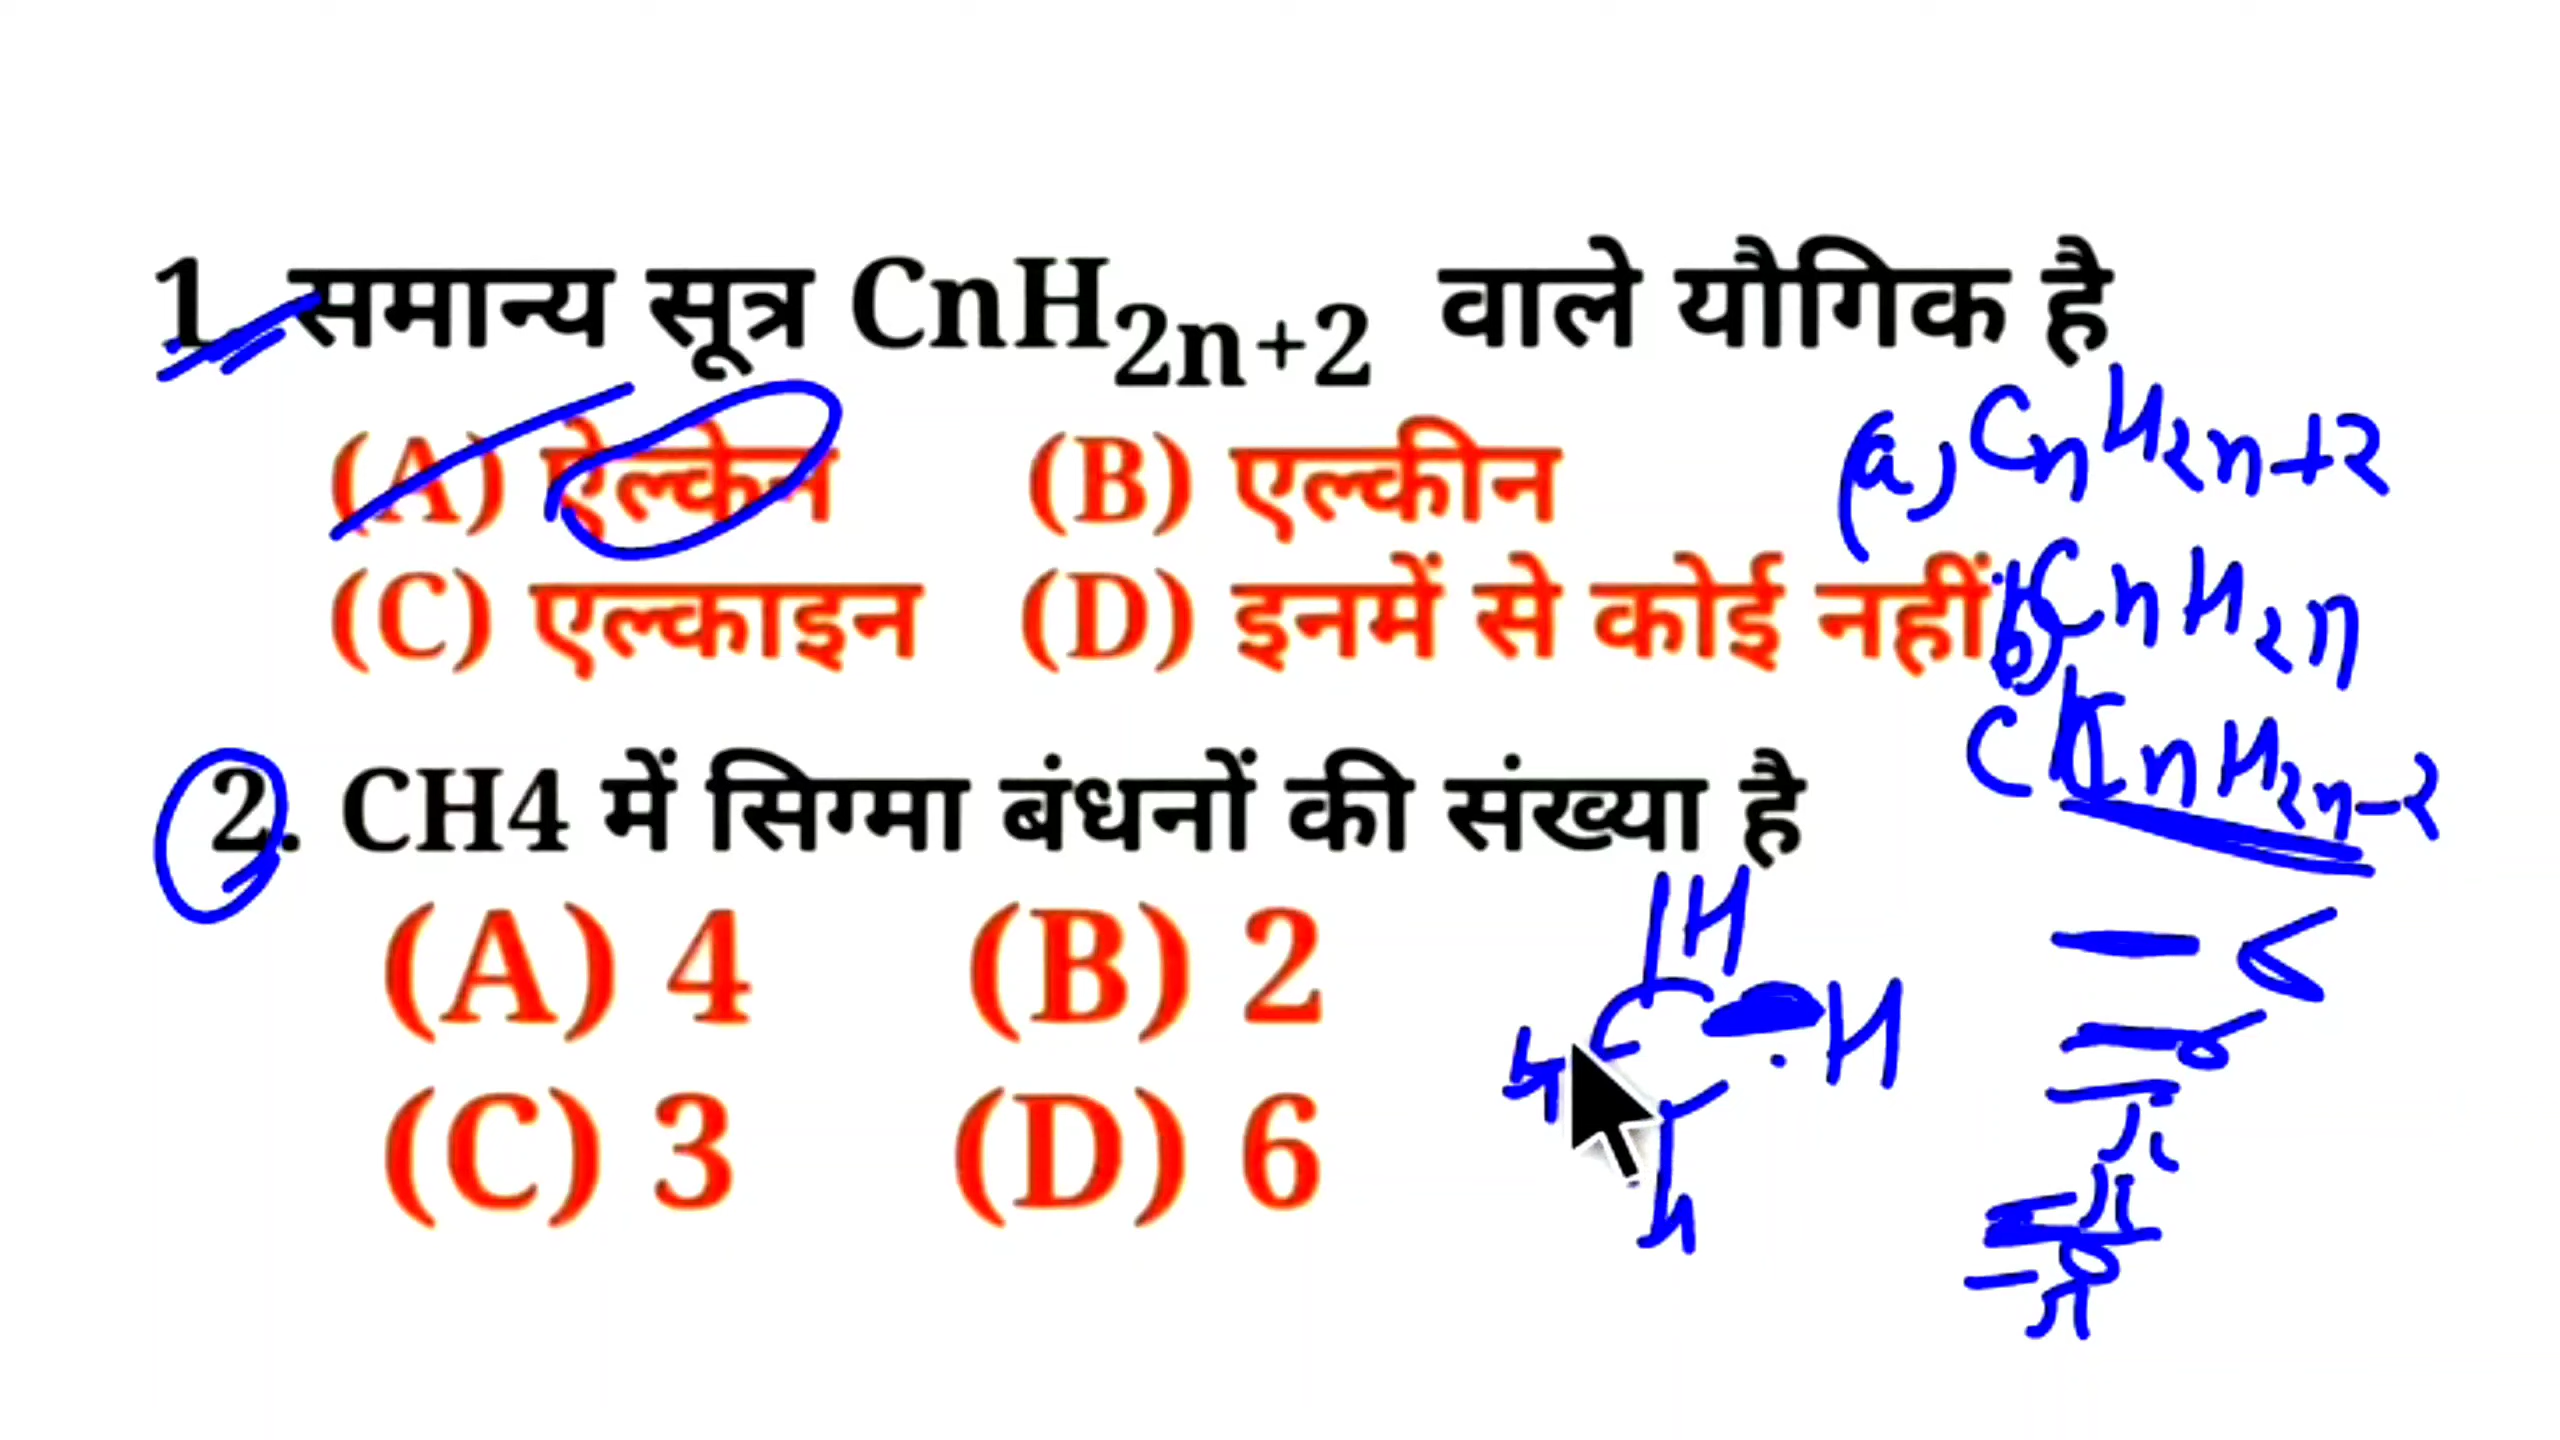 1. समान्य सूत्र CnH2n+2 वाले यौगिक है
(A) ऐल्केन (B) एल्कीन
(a) CnH2n+2
(C) एल्काइन (D) इनमें से कोई नहीं
b) CnH2n
C) CnH2n-2
2. CH4 में सिग्मा बंधनों की संख्या है
(A) 4 (B) 2
(C) 3 (D) 6
H
H
H
π
π
π